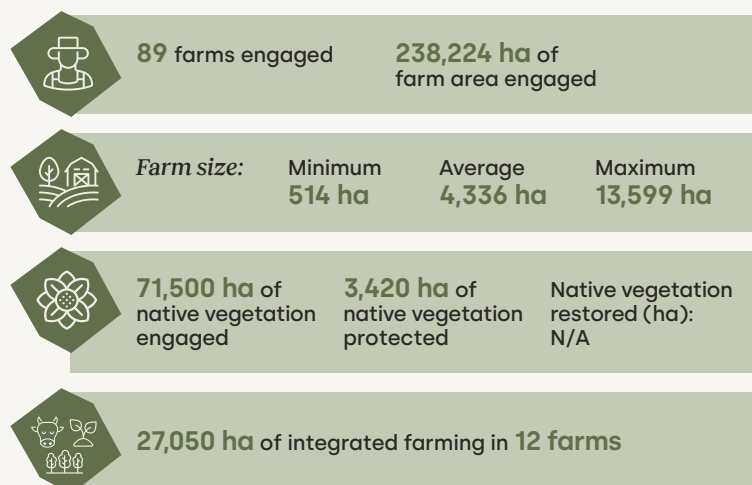 89 farms engaged
238,224 ha of
farm area engaged
Farm size:
Minimum
514 ha
Average
4,336 ha
Maximum
13,599 ha
71,500 ha of
native vegetation
engaged
3,420 ha of
native vegetation
protected
Native vegetation
restored (ha):
N/A
27,050 ha of integrated farming in 12 farms